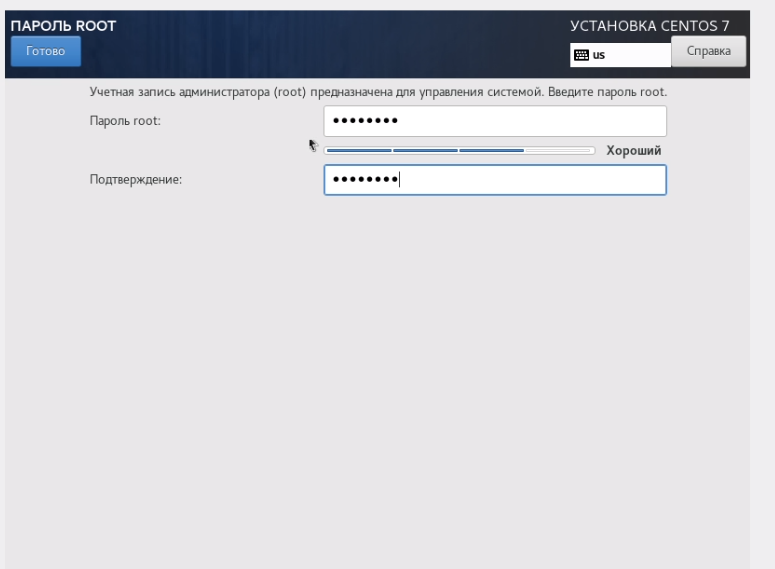 ПАРОЛЬ ROOT
УСТАНОВКА CENTOS 7
Готово
us
Справка
Учетная запись администратора (root) предназначена для управления системой. Введите пароль root.
Пароль root:
••••••••
Хороший
Подтверждение:
••••••••